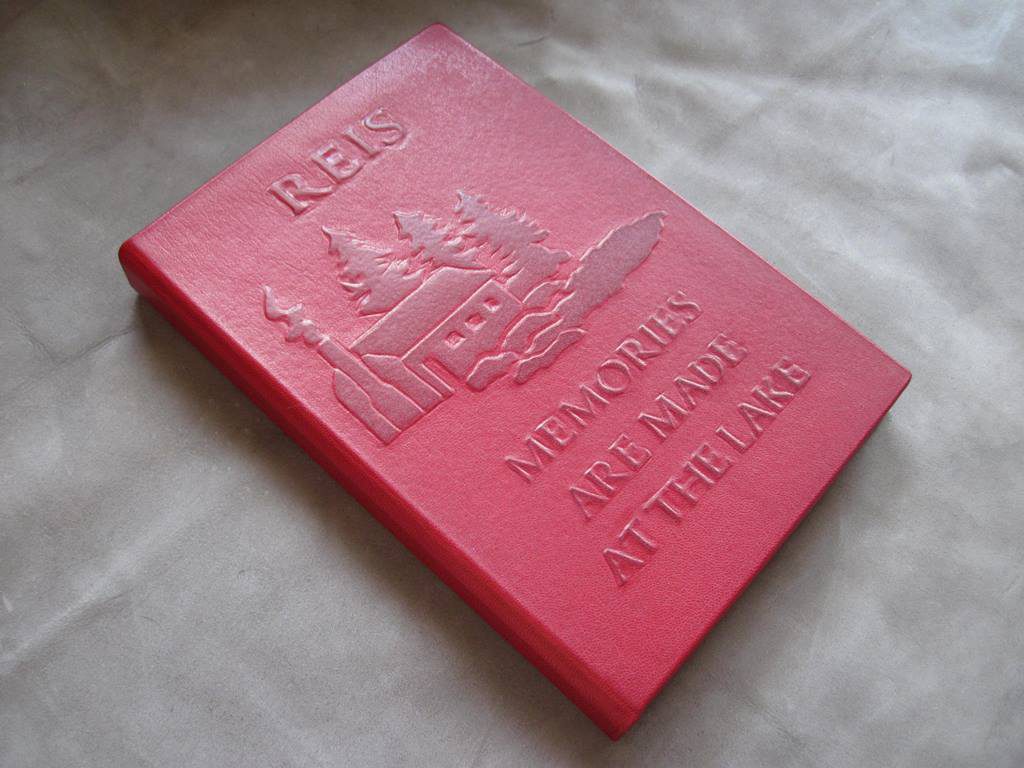 REIS
MEMORIES
ARE MADE
AT THE LAKE